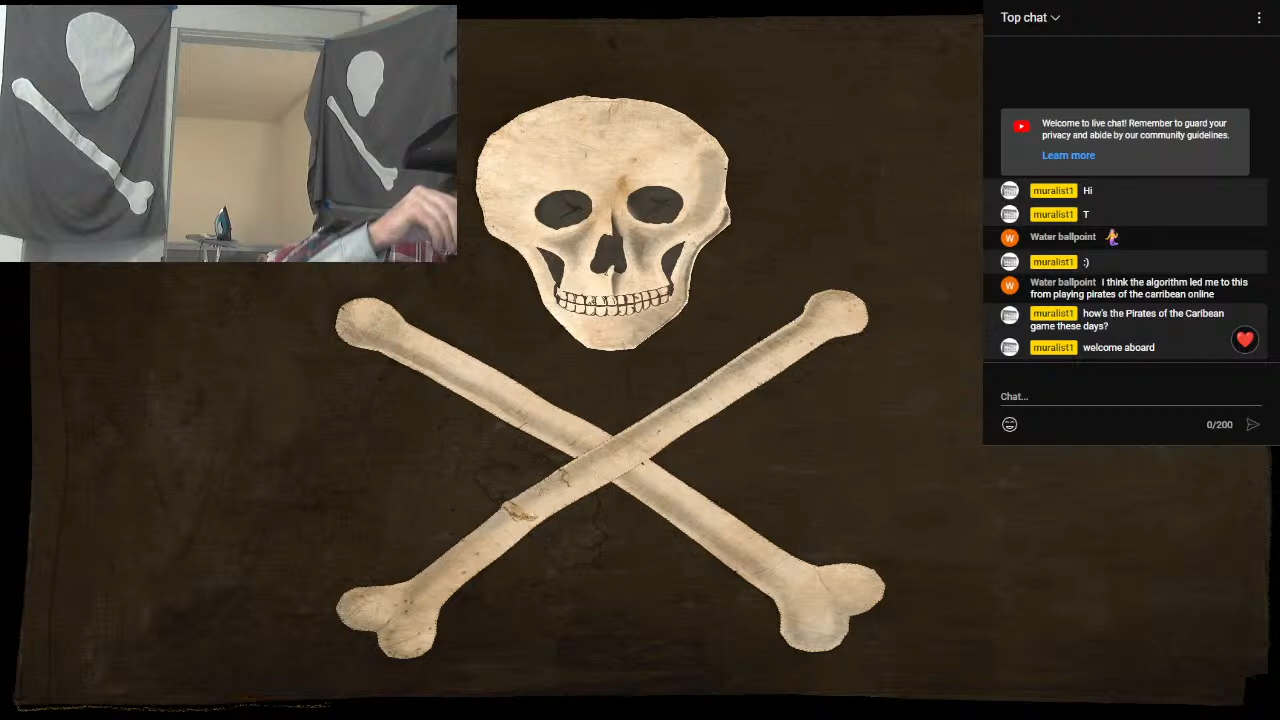 Top chat
Welcome to live chat! Remember to guard your
privacy and abide by our community guidelines.
Learn more
muralist1 Hi
muralist1 T
W Water ballpoint
muralist1 :)
W Water ballpoint I think the algorithm led me to this
from playing pirates of the carribean online
muralist1 how's the Pirates of the Caribean
game these days?
muralist1 welcome aboard
Chat...
0/200